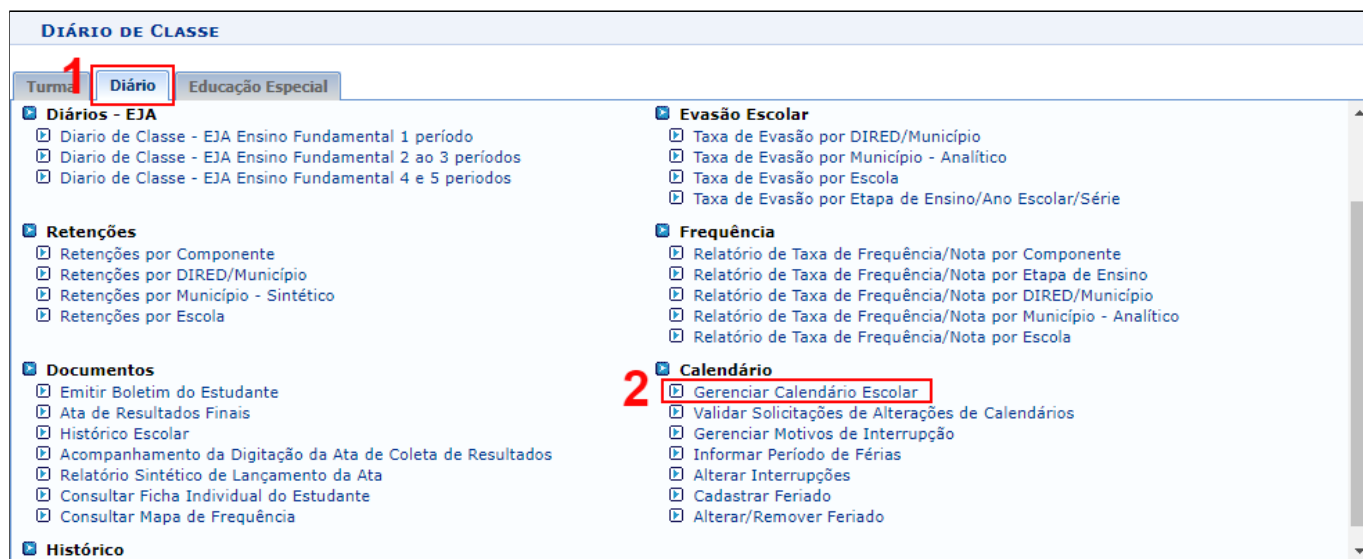 DIÁRIO DE CLASSE
1
Turma Diário Educação Especial
Diários - EJA
Diario de Classe - EJA Ensino Fundamental 1 período
Diario de Classe - EJA Ensino Fundamental 2 ao 3 períodos
Diario de Classe - EJA Ensino Fundamental 4 e 5 periodos
Evasão Escolar
Taxa de Evasão por DIRED/Município
Taxa de Evasão por Município - Analítico
Taxa de Evasão por Escola
Taxa de Evasão por Etapa de Ensino/Ano Escolar/Série
Retenções
Retenções por Componente
Retenções por DIRED/Município
Retenções por Município - Sintético
Retenções por Escola
Frequência
Relatório de Taxa de Frequência/Nota por Componente
Relatório de Taxa de Frequência/Nota por Etapa de Ensino
Relatório de Taxa de Frequência/Nota por DIRED/Município
Relatório de Taxa de Frequência/Nota por Município - Analítico
Relatório de Taxa de Frequência/Nota por Escola
Documentos
Emitir Boletim do Estudante
Ata de Resultados Finais
Histórico Escolar
Acompanhamento da Digitação da Ata de Coleta de Resultados
Relatório Sintético de Lançamento da Ata
Consultar Ficha Individual do Estudante
Consultar Mapa de Frequência
Calendário
2 Gerenciar Calendário Escolar
Validar Solicitações de Alterações de Calendários
Gerenciar Motivos de Interrupção
Informar Período de Férias
Alterar Interrupções
Cadastrar Feriado
Alterar/Remover Feriado
Histórico